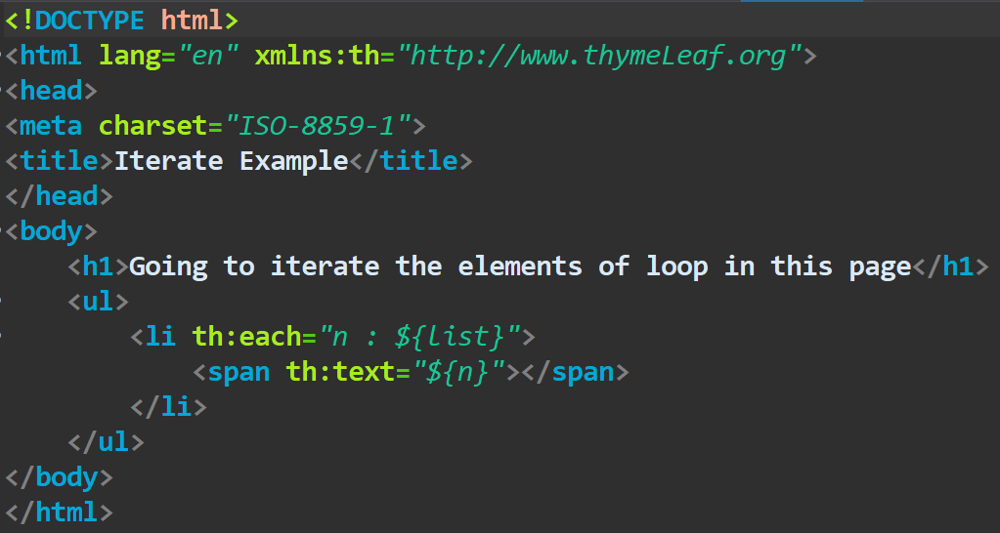 <!DOCTYPE html>
<html lang="en" xmlns:th="http://www.thymeLeaf.org">
<head>
<meta charset="ISO-8859-1">
<title>Iterate Example</title>
</head>
<body>
    <h1>Going to iterate the elements of loop in this page</h1>
    <ul>
        <li th:each="n : ${list}">
            <span th:text="${n}"></span>
        </li>
    </ul>
</body>
</html>